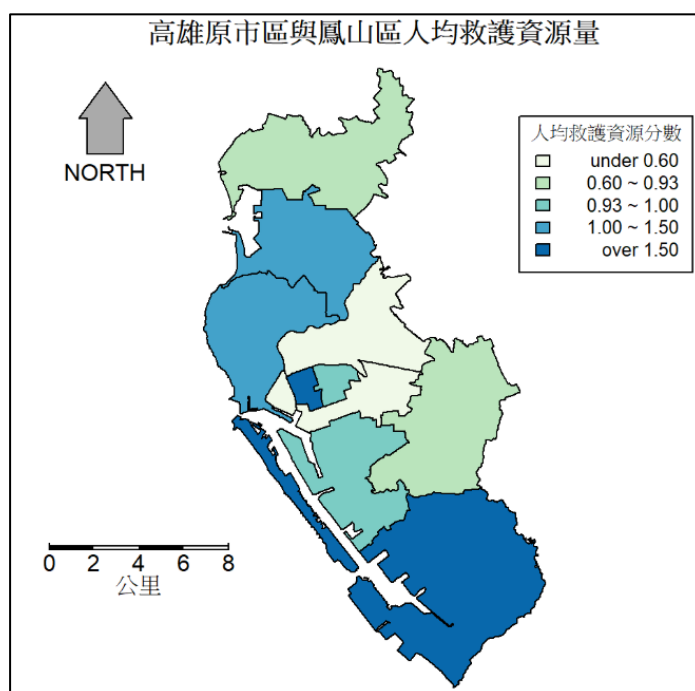 高雄原市區與鳳山區人均救護資源量
NORTH
人均救護資源分數
under 0.60
0.60 ~ 0.93
0.93 ~ 1.00
1.00 ~ 1.50
over 1.50
0 2 4 6 8
公里